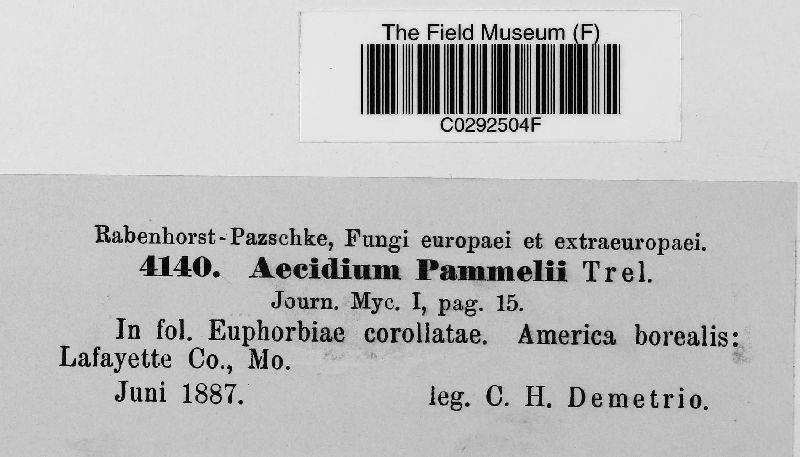 The Field Museum (F)
C0292504F
Rabenhorst-Pazschke, Fungi europaei et extraeuropaei.
4140. Aecidium Pammelii Trel.
Journ. Myc. I, pag. 15.
In fol. Euphorbiae corollatae. America borealis:
Lafayette Co., Mo.
Juni 1887. leg. C. H. Demetrio.